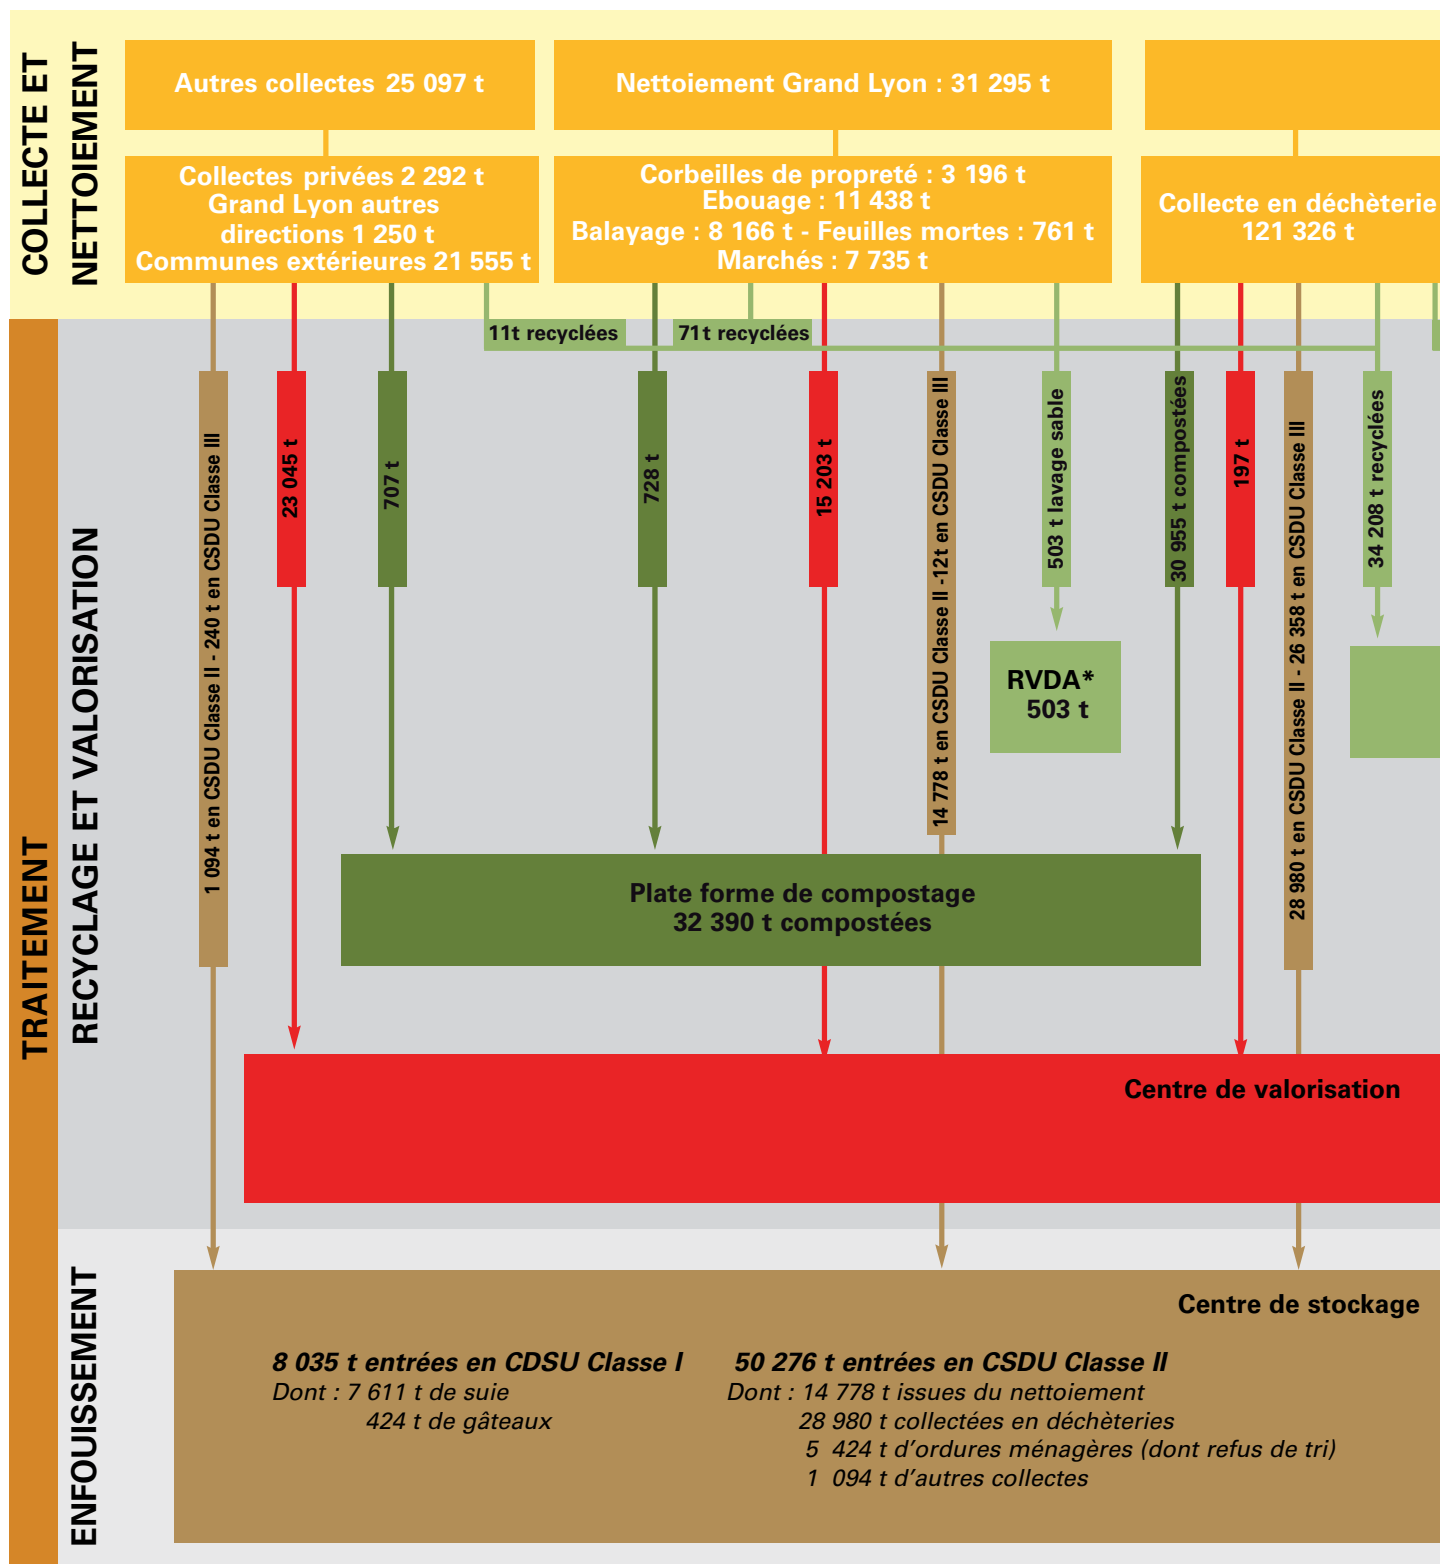 COLLECTE ET
NETTOIEMENT
Autres collectes 25 097 t
Nettoiement Grand Lyon : 31 295 t
Collectes privées 2 292 t
Grand Lyon autres
directions 1 250 t
Communes extérieures 21 555 t
Corbeilles de propreté : 3 196 t
Ebouage : 11 438 t
Balayage : 8 166 t - Feuilles mortes : 761 t
Marchés : 7 735 t
Collecte en déchèterie
121 326 t
11t recyclées
71t recyclées
TRAITEMENT
RECYCLAGE ET VALORISATION
1 094 t en CSDU Classe II - 240 t en CSDU Classe III
23 045 t
707 t
728 t
15 203 t
14 778 t en CSDU Classe II -12t en CSDU Classe III
503 t lavage sable
30 955 t compostées
197 t
28 980 t en CSDU Classe II - 26 358 t en CSDU Classe III
34 208 t recyclées
RVDA*
503 t
Plate forme de compostage
32 390 t compostées
Centre de valorisation
ENFOUISSEMENT
Centre de stockage
8 035 t entrées en CDSU Classe I
Dont : 7 611 t de suie
424 t de gâteaux
50 276 t entrées en CSDU Classe II
Dont : 14 778 t issues du nettoiement
28 980 t collectées en déchèteries
5 424 t d'ordures ménagères (dont refus de tri)
1 094 t d'autres collectes